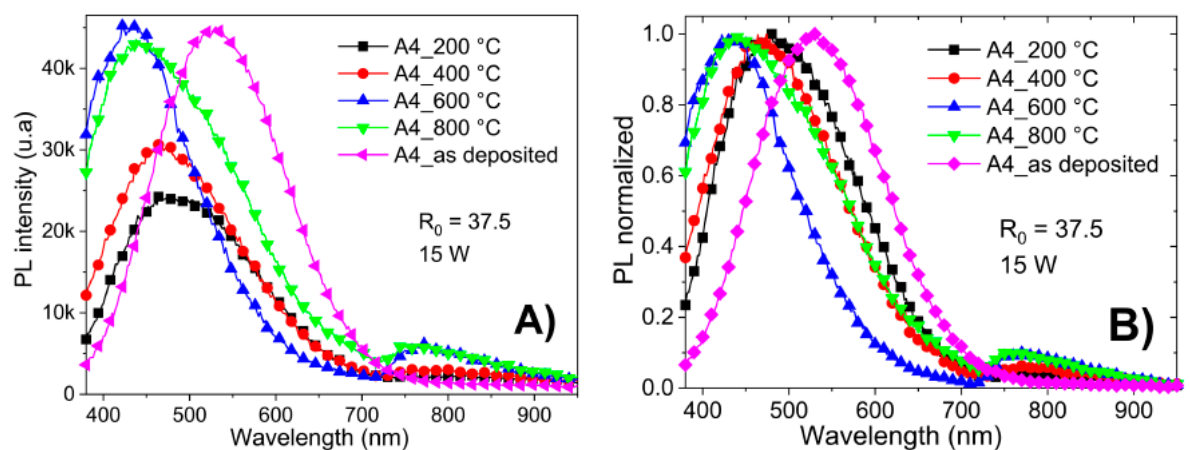 PL intensity (u.a)
40k
30k
20k
10k
0
400 500 600 700 800 900
Wavelength (nm)
A4_200 °C
A4_400 °C
A4_600 °C
A4_800 °C
A4_as deposited
R0 = 37.5
15 W
A)
PL normalized
1.0
0.8
0.6
0.4
0.2
0.0
400 500 600 700 800 900
Wavelength (nm)
A4_200 °C
A4_400 °C
A4_600 °C
A4_800 °C
A4_as deposited
R0 = 37.5
15 W
B)